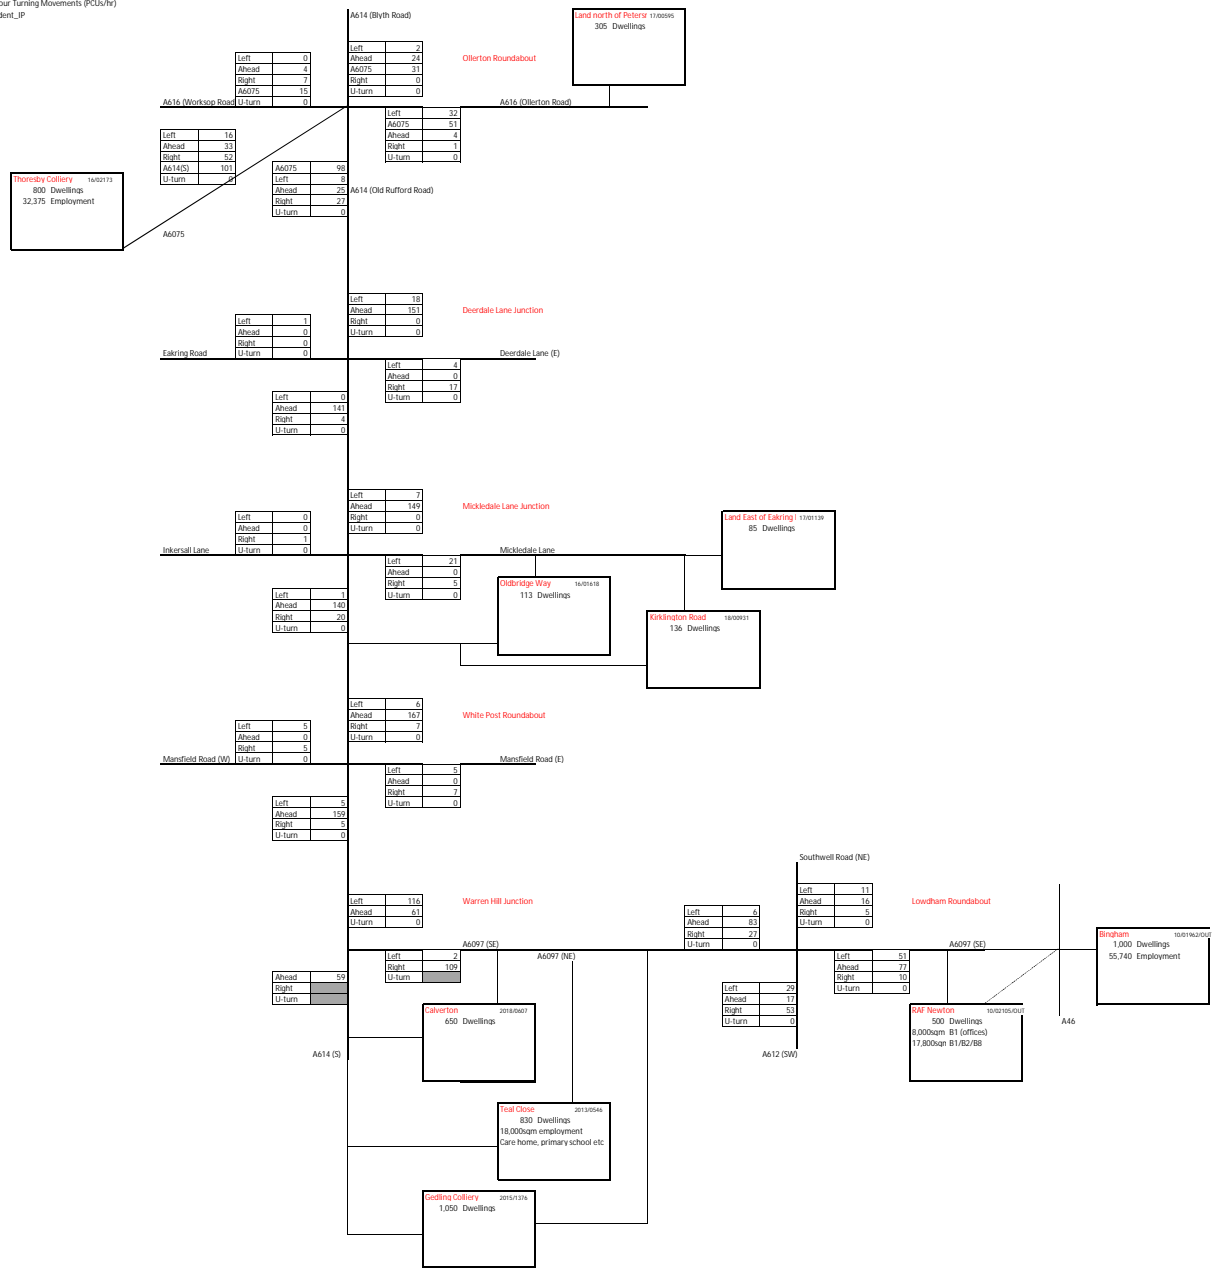 our Turning Movements (PCUs/hr)
dent_IP
A614 (Blyth Road)
Land north of Petersr 17/00595
305 Dwellings
Left 2
Ahead 24
A6075 31
Right 0
U-turn 0
Ollerton Roundabout
Left 0
Ahead 4
Right 7
A6075 15
U-turn 0
A616 (Worksop Road
A616 (Ollerton Road)
Left 32
A6075 51
Ahead 4
Right 1
U-turn 0
Left 16
Ahead 33
Right 52
A614(S) 101
U-turn 0
A6075 98
Left 8
Ahead 25
Right 27
U-turn 0
A614 (Old Rufford Road)
Thoresby Colliery 16/02173
800 Dwellings
32,375 Employment
A6075
Left 18
Ahead 151
Right 0
U-turn 0
Deerdale Lane Junction
Left 1
Ahead 0
Right 0
U-turn 0
Eakring Road
Deerdale Lane (E)
Left 4
Ahead 0
Right 17
U-turn 0
Left 0
Ahead 141
Right 4
U-turn 0
Left 7
Ahead 149
Right 0
U-turn 0
Mickledale Lane Junction
Left 0
Ahead 0
Right 1
U-turn 0
Inkersall Lane
Mickledale Lane
Land East of Eakring 17/01139
85 Dwellings
Left 21
Ahead 0
Right 5
U-turn 0
Oldbridge Way 16/01618
113 Dwellings
Left 1
Ahead 140
Right 20
U-turn 0
Kirklington Road 18/00931
136 Dwellings
Left 6
Ahead 167
Right 7
U-turn 0
White Post Roundabout
Left 5
Ahead 0
Right 5
U-turn 0
Mansfield Road (W)
Mansfield Road (E)
Left 5
Ahead 0
Right 7
U-turn 0
Left 5
Ahead 159
Right 5
U-turn 0
Southwell Road (NE)
Left 116
Ahead 61
U-turn 0
Warren Hill Junction
Left 6
Ahead 83
Right 27
U-turn 0
Left 11
Ahead 16
Right 5
U-turn 0
Lowdham Roundabout
A6097 (SE)
A6097 (NE)
A6097 (SE)
Bingham 10/01962/OUT
1,000 Dwellings
55,740 Employment
Left 2
Right 109
U-turn
Left 51
Ahead 77
Right 10
U-turn 0
Ahead 59
Right
U-turn
Left 29
Ahead 17
Right 53
U-turn 0
Calverton 2018/0607
650 Dwellings
RAF Newton 10/02105/OUT
500 Dwellings
8,000sqm B1 (offices)
17,800sqn B1/B2/B8
A46
A614 (S)
A612 (SW)
Teal Close 2013/0546
830 Dwellings
18,000sqm employment
Care home, primary school etc
Gedling Colliery 2015/1376
1,050 Dwellings